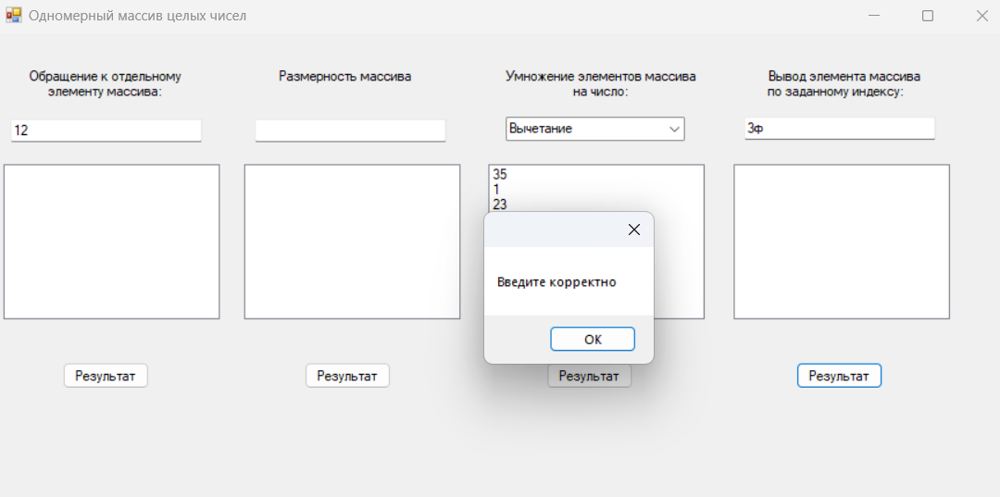 Одномерный массив целых чисел
Обращение к отдельному
элементу массива:
12
Результат
Размерность массива
Результат
Умножение элементов массива
на число:
Вычетание
35
1
23
Результат
Вывод элемента массива
по заданному индексу:
3ф
Результат
Введите корректно
OK